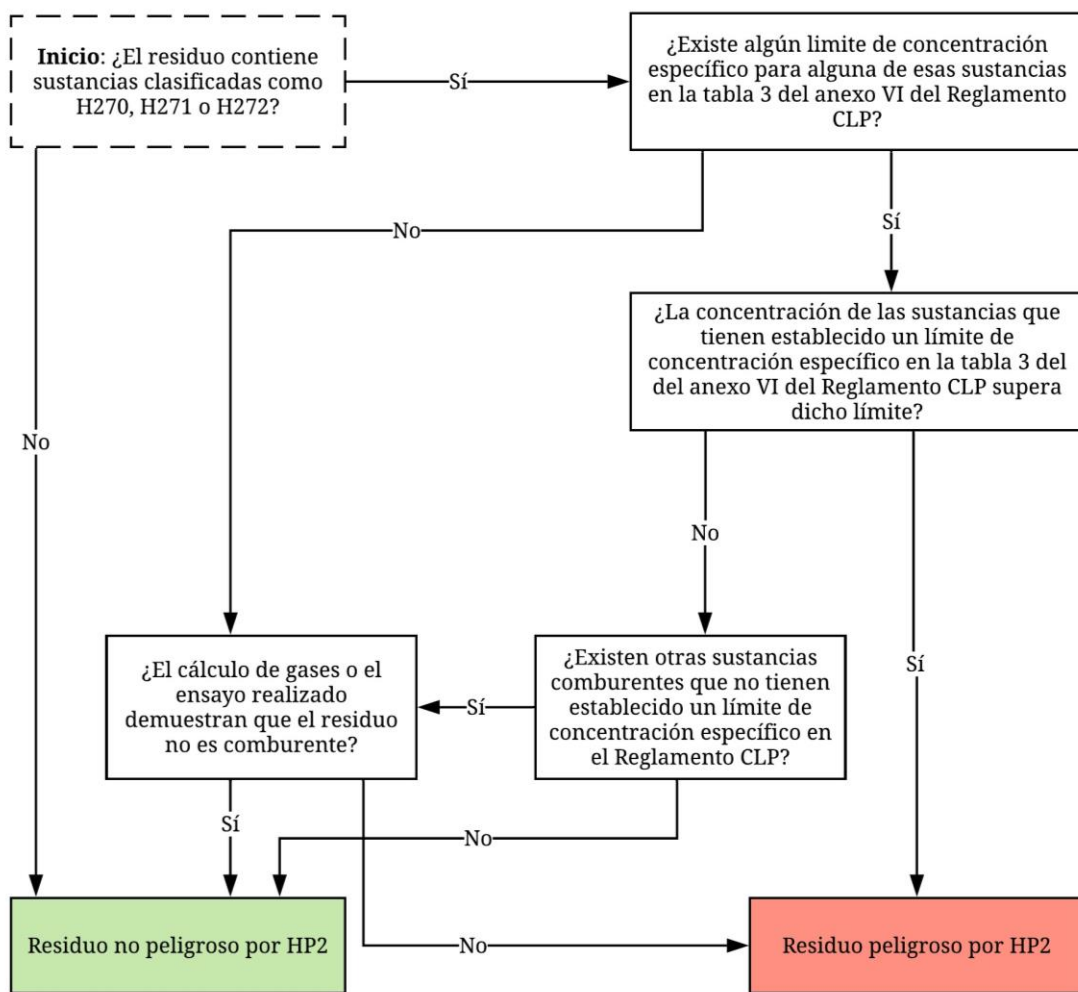 Inicio: ¿El residuo contiene
sustancias clasificadas como
H270, H271 o H272?
Sí
¿Existe algún limite de concentración
específico para alguna de esas sustancias
en la tabla 3 del anexo VI del Reglamento
CLP?
No
Sí
¿La concentración de las sustancias que
tienen establecido un límite de
concentración específico en la tabla 3 del
del anexo VI del Reglamento CLP supera
dicho límite?
No
No
Sí
¿El cálculo de gases o el
ensayo realizado
demuestran que el residuo
no es comburente?
Sí
¿Existen otras sustancias
comburentes que no tienen
establecido un límite de
concentración específico en
el Reglamento CLP?
Sí
No
Residuo no peligroso por HP2
No
Residuo peligroso por HP2